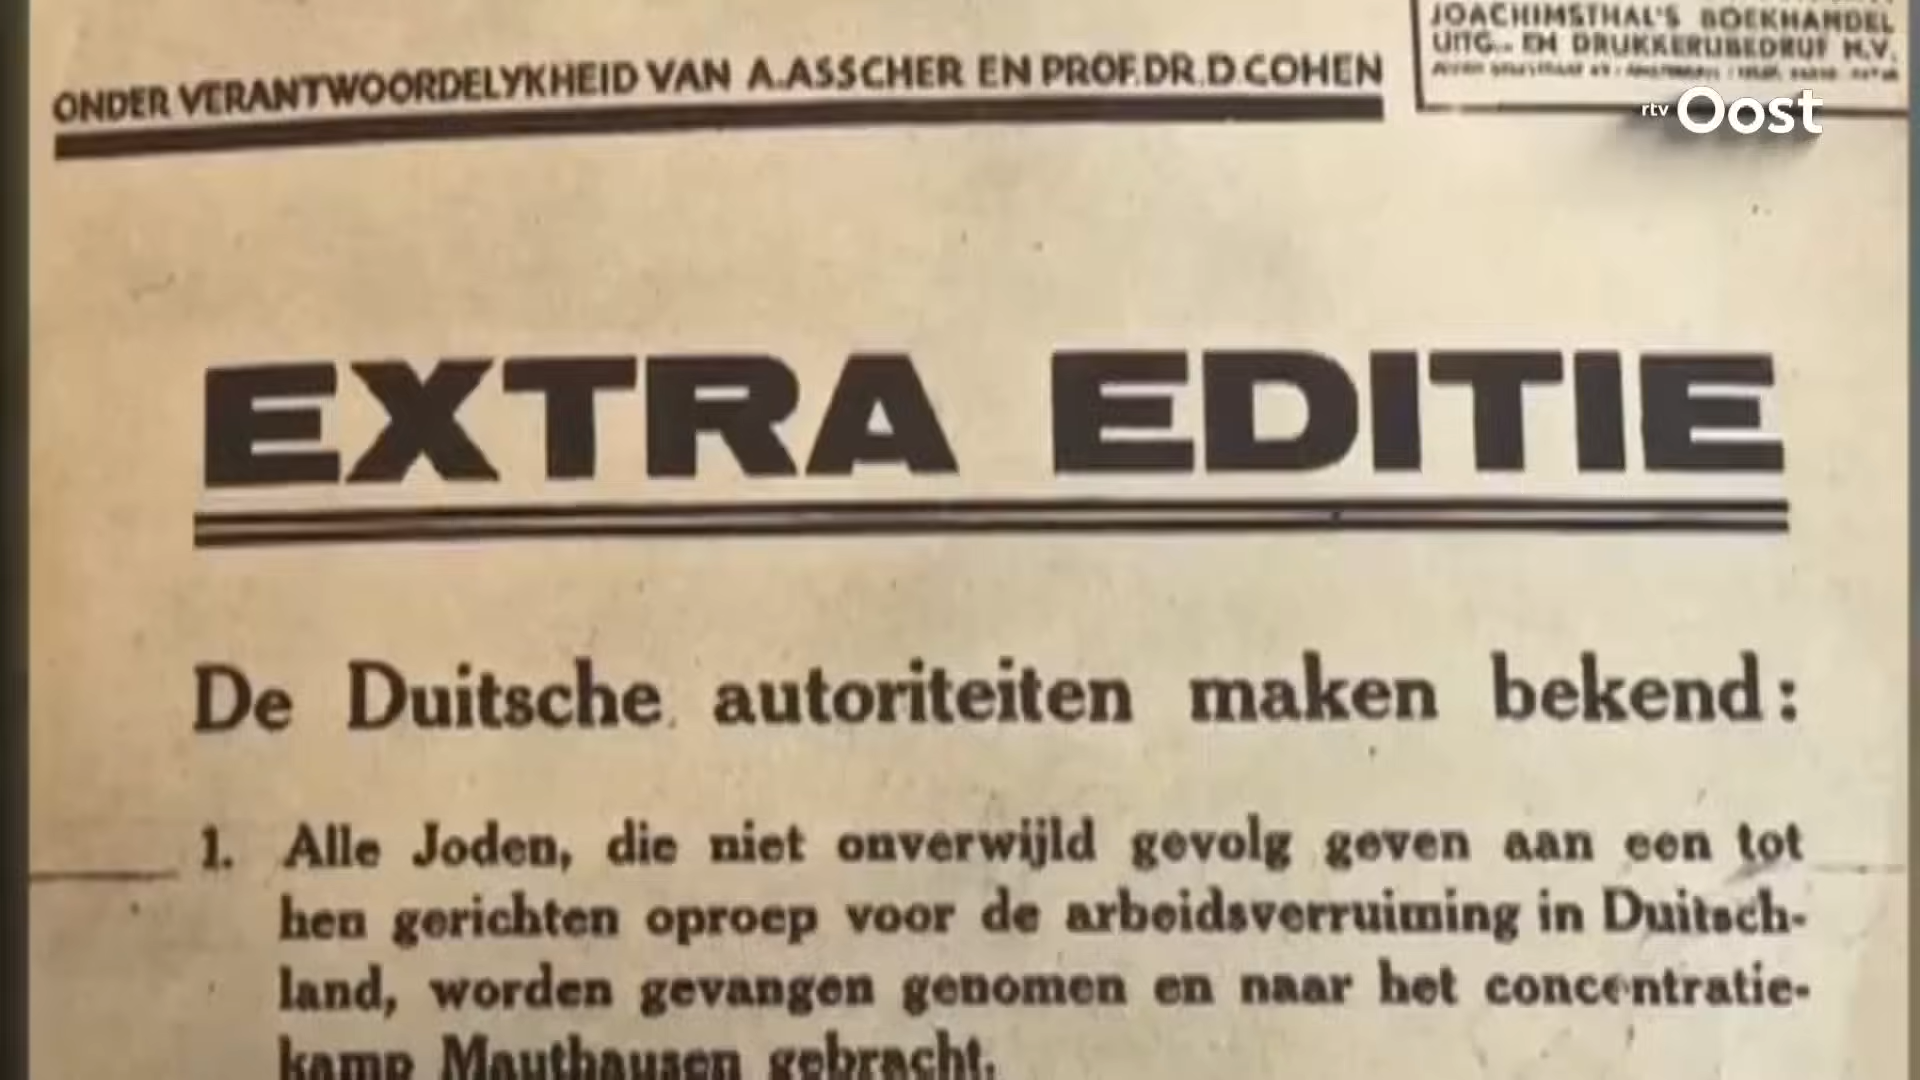 JOACHIMSTHAL'S BOEKHANDEL
UITG.- EN DRUKKERIJBEDRIJF N.V.
ONDER VERANTWOORDELYKHEID VAN A.ASSCHER EN PROF.DR.D.COHEN
rtv Oost
EXTRA EDITIE
De Duitsche autoriteiten maken bekend:
1. Alle Joden, die niet onverwijld gevolg geven aan een tot
hen gerichten oproep voor de arbeidsverruiming in Duitsch-
land, worden gevangen genomen en naar het concentratie-
kamp Mauthausen gebracht.